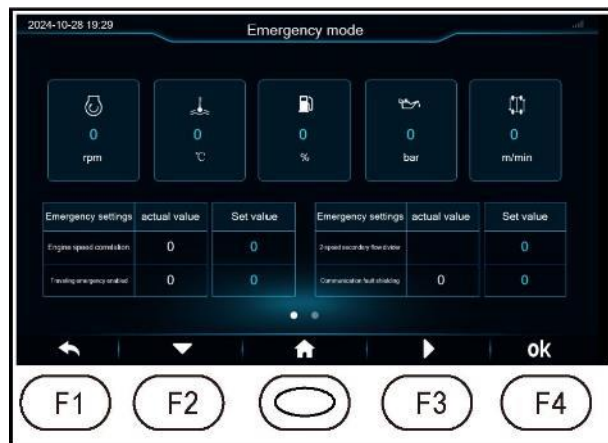 2024-10-28 19:29
Emergency mode
0 0 0 0 0
rpm ℃ % bar m/min
Emergency settings actual value Set value Emergency settings actual value Set value
Engine speed correlation 0 0 2-speed secondary flow divider 0
Traveling emergency enabled 0 0 Communication fault shielding 0 0
ok
F1 F2 F3 F4